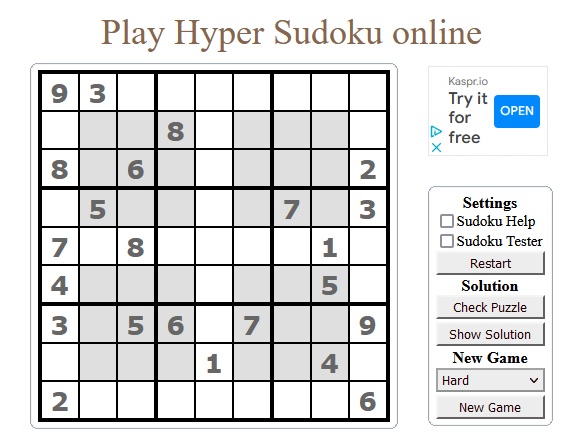 Play Hyper Sudoku online
9 3
8
8 6 2
5 7 3
7 8 1
4 5
3 5 6 7 9
1 4
2 6
Kaspr.io
Try it
for
free
OPEN
Settings
Sudoku Help
Sudoku Tester
Restart
Solution
Check Puzzle
Show Solution
New Game
Hard
New Game